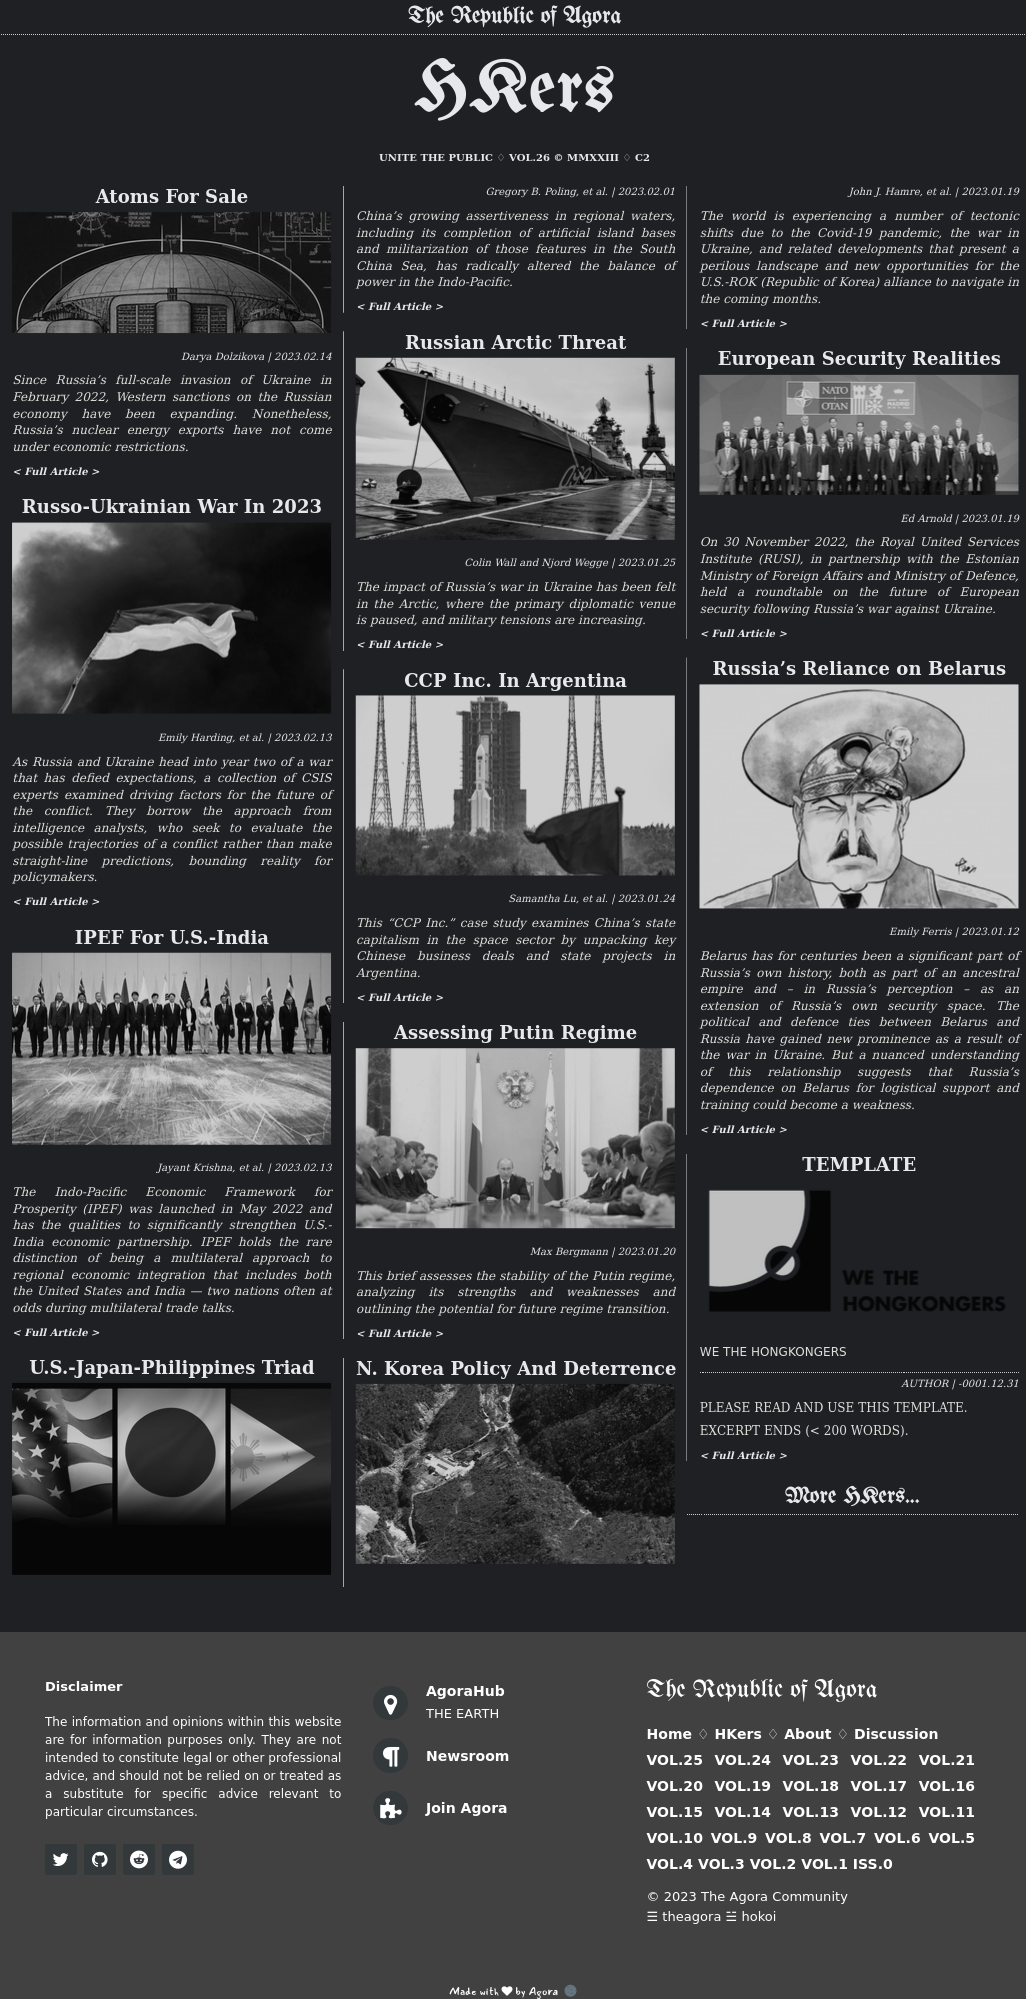 The Republic of Agora
HKers
UNITE THE PUBLIC ♢ VOL.26 © MMXXIII ♢ C2
Atoms For Sale
Darya Dolzikova | 2023.02.14
Since Russia’s full-scale invasion of Ukraine in
February 2022, Western sanctions on the Russian
economy have been expanding. Nonetheless,
Russia’s nuclear energy exports have not come
under economic restrictions.
< Full Article >
Russo-Ukrainian War In 2023
Emily Harding, et al. | 2023.02.13
As Russia and Ukraine head into year two of a war
that has defied expectations, a collection of CSIS
experts examined driving factors for the future of
the conflict. They borrow the approach from
intelligence analysts, who seek to evaluate the
possible trajectories of a conflict rather than make
straight-line predictions, bounding reality for
policymakers.
< Full Article >
IPEF For U.S.-India
Jayant Krishna, et al. | 2023.02.13
The Indo-Pacific Economic Framework for
Prosperity (IPEF) was launched in May 2022 and
has the qualities to significantly strengthen U.S.-
India economic partnership. IPEF holds the rare
distinction of being a multilateral approach to
regional economic integration that includes both
the United States and India — two nations often at
odds during multilateral trade talks.
< Full Article >
U.S.-Japan-Philippines Triad
Gregory B. Poling, et al. | 2023.02.01
China’s growing assertiveness in regional waters,
including its completion of artificial island bases
and militarization of those features in the South
China Sea, has radically altered the balance of
power in the Indo-Pacific.
< Full Article >
Russian Arctic Threat
Colin Wall and Njord Wegge | 2023.01.25
The impact of Russia’s war in Ukraine has been felt
in the Arctic, where the primary diplomatic venue
is paused, and military tensions are increasing.
< Full Article >
CCP Inc. In Argentina
Samantha Lu, et al. | 2023.01.24
This “CCP Inc.” case study examines China’s state
capitalism in the space sector by unpacking key
Chinese business deals and state projects in
Argentina.
< Full Article >
Assessing Putin Regime
Max Bergmann | 2023.01.20
This brief assesses the stability of the Putin regime,
analyzing its strengths and weaknesses and
outlining the potential for future regime transition.
< Full Article >
N. Korea Policy And Deterrence
John J. Hamre, et al. | 2023.01.19
The world is experiencing a number of tectonic
shifts due to the Covid-19 pandemic, the war in
Ukraine, and related developments that present a
perilous landscape and new opportunities for the
U.S.-ROK (Republic of Korea) alliance to navigate in
the coming months.
< Full Article >
European Security Realities
NATO
OTAN
MADRID
Ed Arnold | 2023.01.19
On 30 November 2022, the Royal United Services
Institute (RUSI), in partnership with the Estonian
Ministry of Foreign Affairs and Ministry of Defence,
held a roundtable on the future of European
security following Russia’s war against Ukraine.
< Full Article >
Russia’s Reliance on Belarus
Emily Ferris | 2023.01.12
Belarus has for centuries been a significant part of
Russia’s own history, both as part of an ancestral
empire and – in Russia’s perception – as an
extension of Russia’s own security space. The
political and defence ties between Belarus and
Russia have gained new prominence as a result of
the war in Ukraine. But a nuanced understanding
of this relationship suggests that Russia’s
dependence on Belarus for logistical support and
training could become a weakness.
< Full Article >
TEMPLATE
WE THE
HONGKONGERS
WE THE HONGKONGERS
AUTHOR | -0001.12.31
PLEASE READ AND USE THIS TEMPLATE.
EXCERPT ENDS (< 200 WORDS).
< Full Article >
More HKers...
Disclaimer
The information and opinions within this website
are for information purposes only. They are not
intended to constitute legal or other professional
advice, and should not be relied on or treated as
a substitute for specific advice relevant to
particular circumstances.
AgoraHub
THE EARTH
Newsroom
Join Agora
The Republic of Agora
Home ♢ HKers ♢ About ♢ Discussion
VOL.25 VOL.24 VOL.23 VOL.22 VOL.21
VOL.20 VOL.19 VOL.18 VOL.17 VOL.16
VOL.15 VOL.14 VOL.13 VOL.12 VOL.11
VOL.10 VOL.9 VOL.8 VOL.7 VOL.6 VOL.5
VOL.4 VOL.3 VOL.2 VOL.1 ISS.0
© 2023 The Agora Community
☰ theagora ☱ hokoi
Made with ♥ by Agora